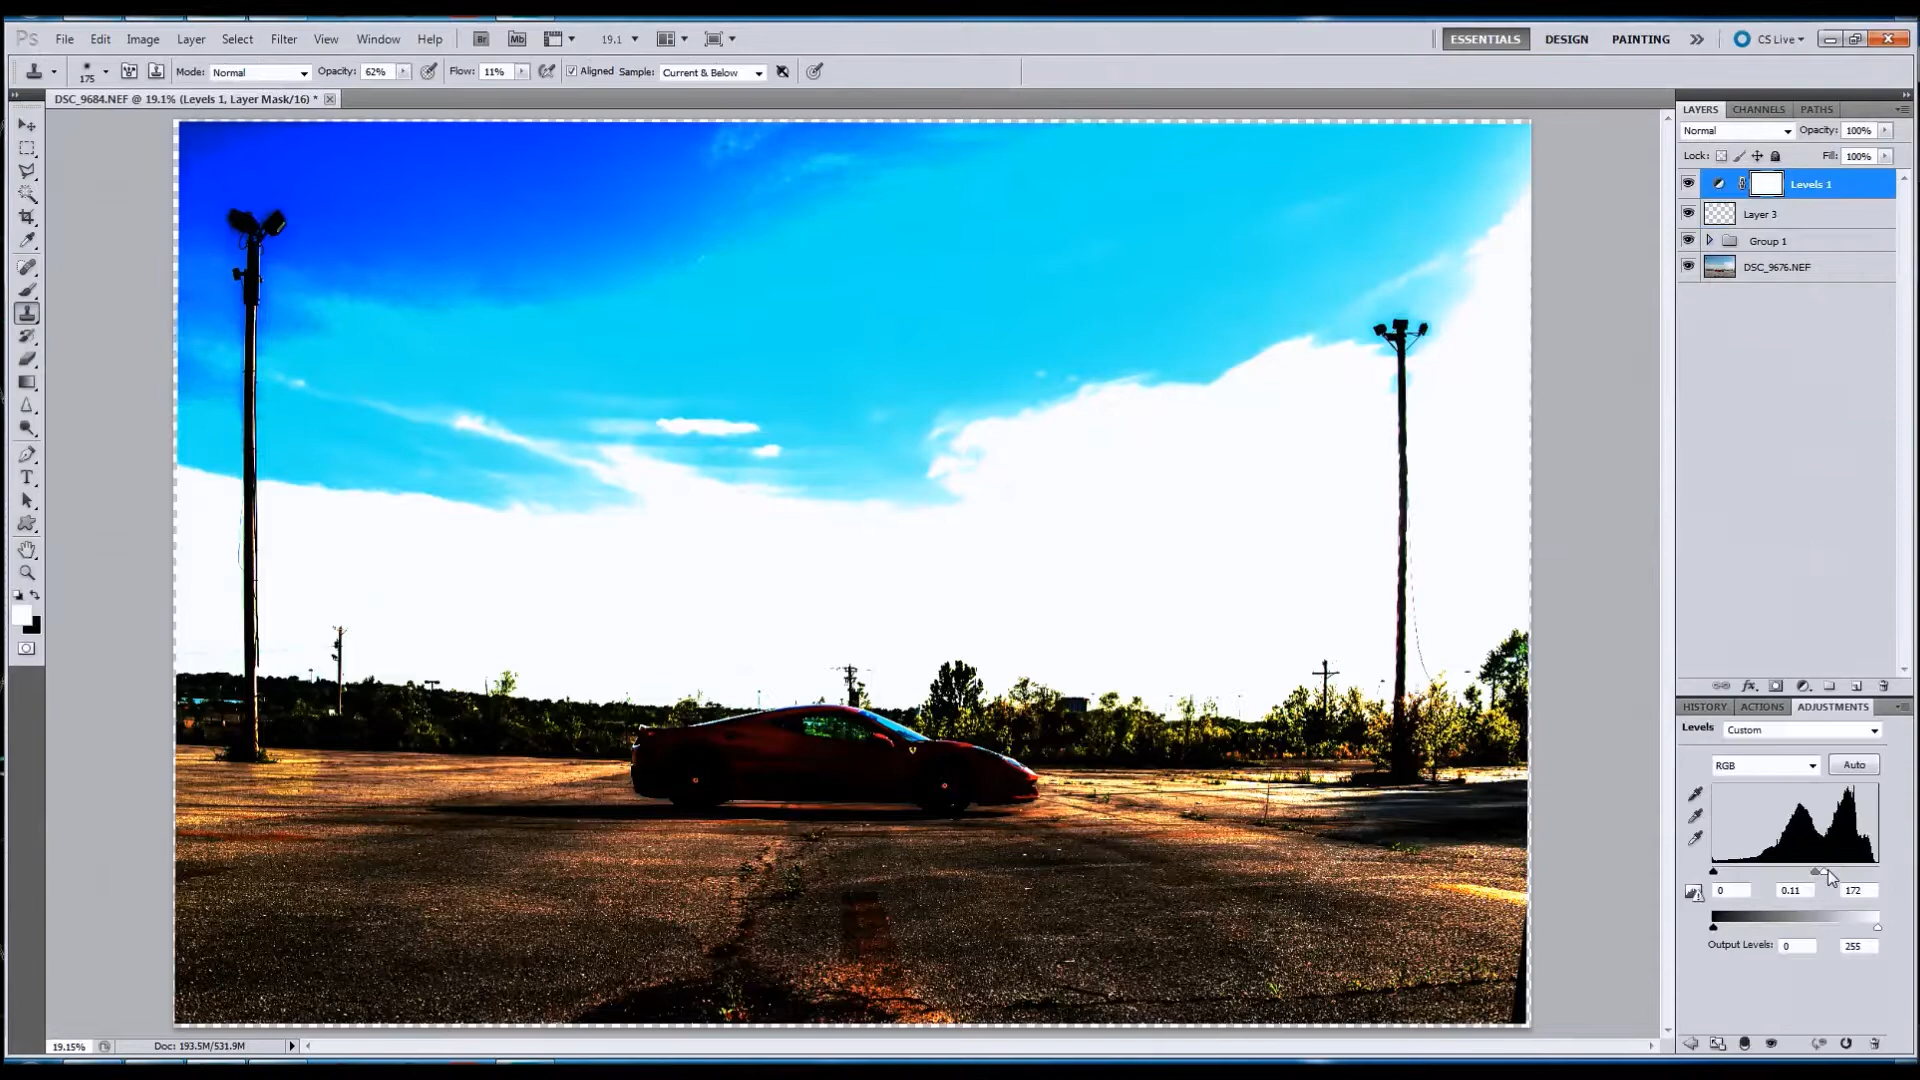 Ps File Edit Image Layer Select Filter View Window Help Br Mb 19.1 ESSENTIALS DESIGN PAINTING CS Live
175 Mode: Normal Opacity: 62% Flow: 11% Aligned Sample: Current & Below
DSC_9684.NEF @ 19.1% (Levels 1, Layer Mask/16) *
LAYERS CHANNELS PATHS
Normal Opacity: 100%
Lock: Fill: 100%
Levels 1
Layer 3
Group 1
DSC_9676.NEF
HISTORY ACTIONS ADJUSTMENTS
Levels Custom
RGB Auto
0 0.11 172
Output Levels: 0 255
19.15% Doc: 193.5M/531.9M